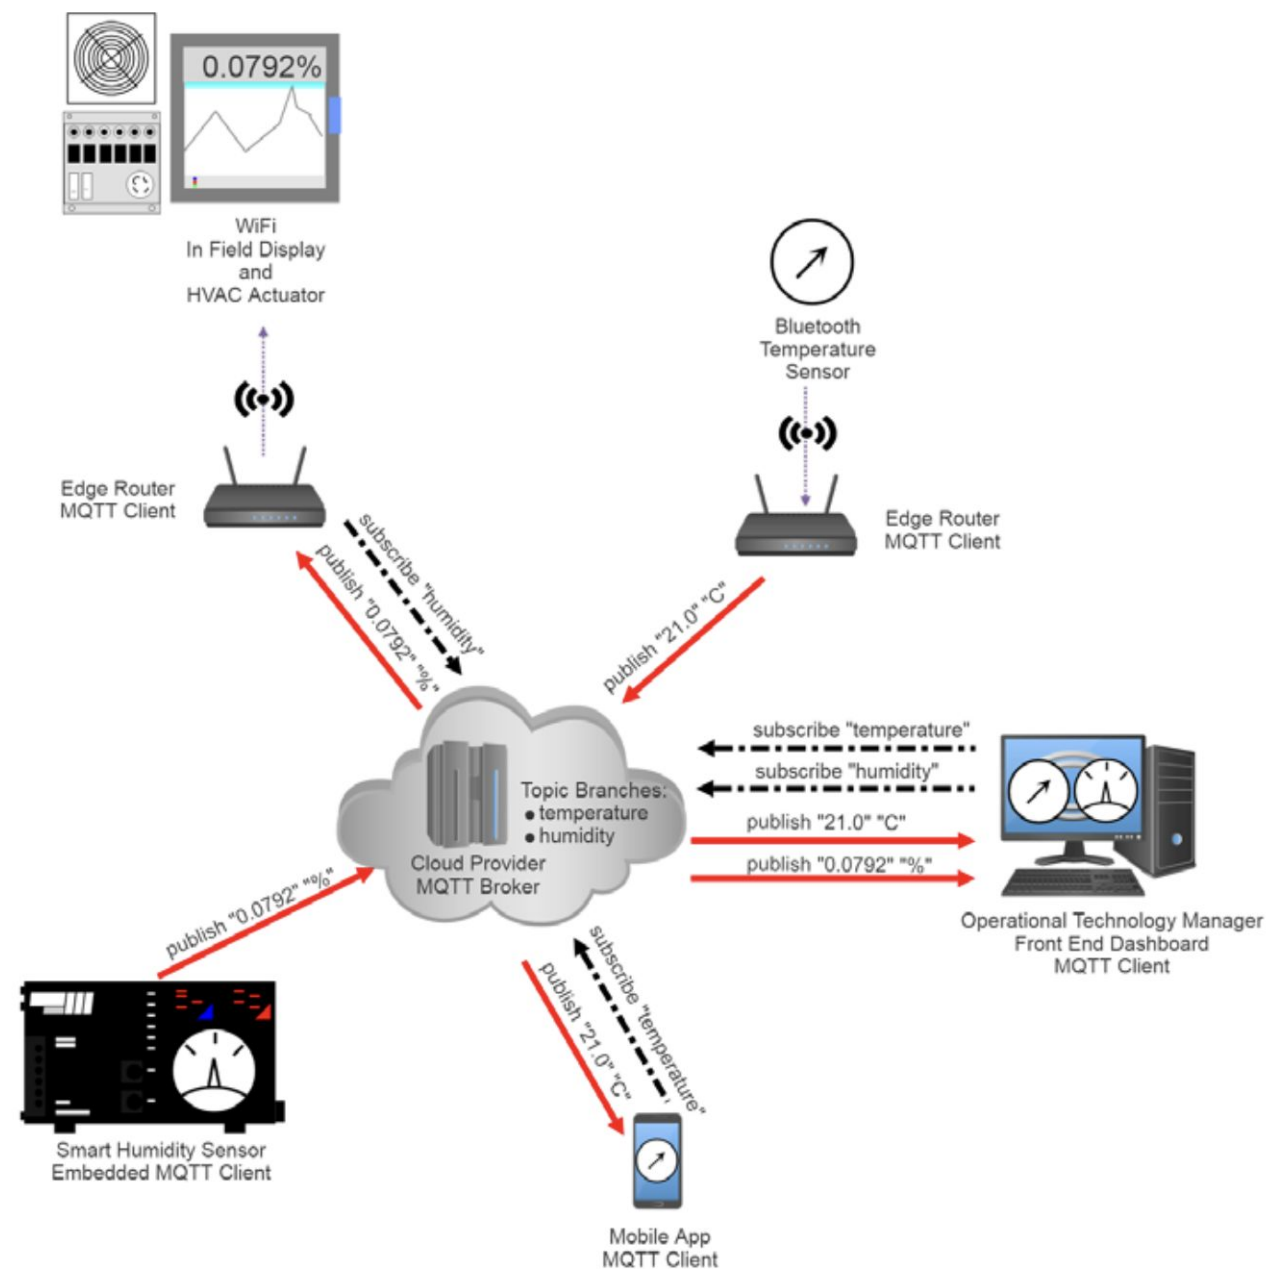 0.0792%
WiFi
In Field Display
and
HVAC Actuator
Bluetooth
Temperature
Sensor
Edge Router
MQTT Client
Edge Router
MQTT Client
subscribe "humidity"
publish "0.0792" "%"
publish "21.0" "C"
subscribe "temperature"
subscribe "humidity"
publish "21.0" "C"
publish "0.0792" "%"
Topic Branches:
● temperature
● humidity
Cloud Provider
MQTT Broker
publish "0.0792" "%"
Operational Technology Manager
Front End Dashboard
MQTT Client
subscribe "temperature"
publish "21.0" "C"
Smart Humidity Sensor
Embedded MQTT Client
Mobile App
MQTT Client